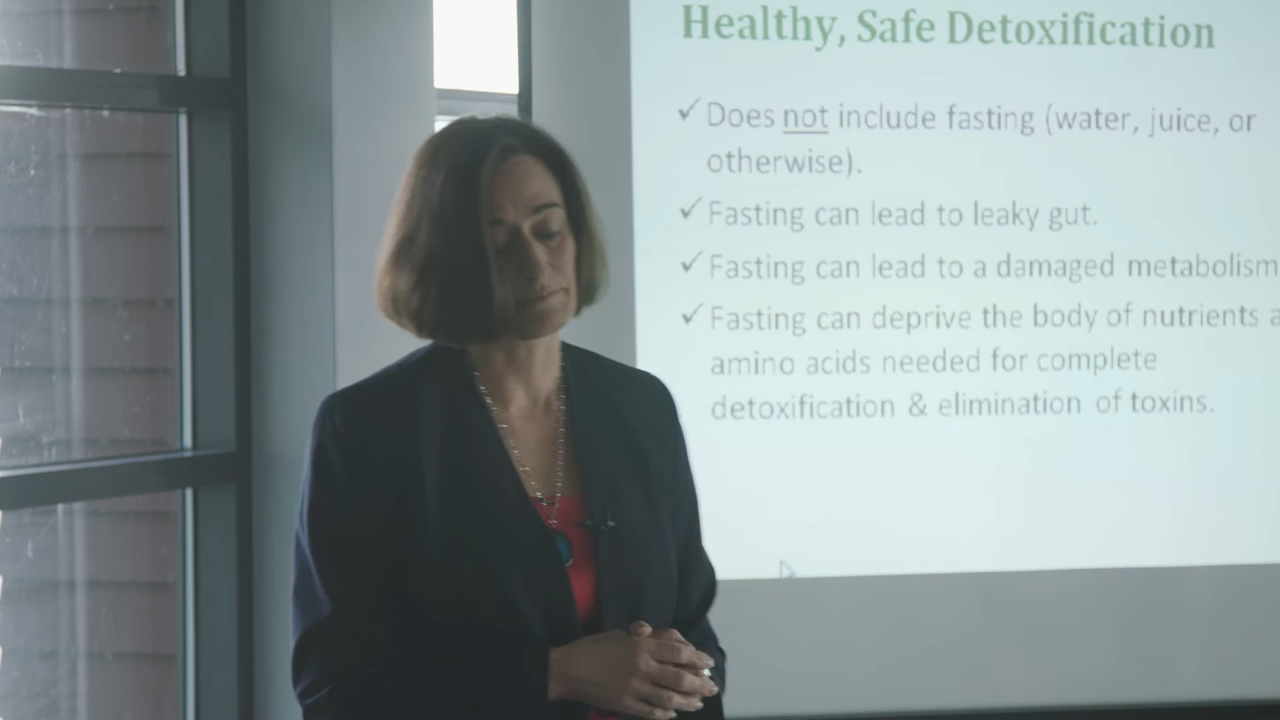 Healthy, Safe Detoxification
✓ Does not include fasting (water, juice, or
otherwise).
✓ Fasting can lead to leaky gut.
✓ Fasting can lead to a damaged metabolism
✓ Fasting can deprive the body of nutrients a
amino acids needed for complete
detoxification & elimination of toxins.